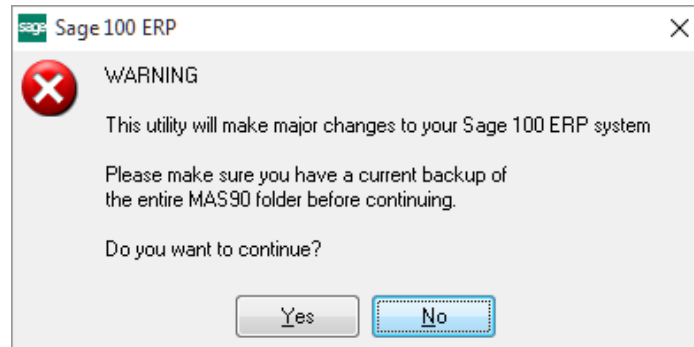 sage Sage 100 ERP
WARNING
This utility will make major changes to your Sage 100 ERP system
Please make sure you have a current backup of
the entire MAS90 folder before continuing.
Do you want to continue?
Yes No